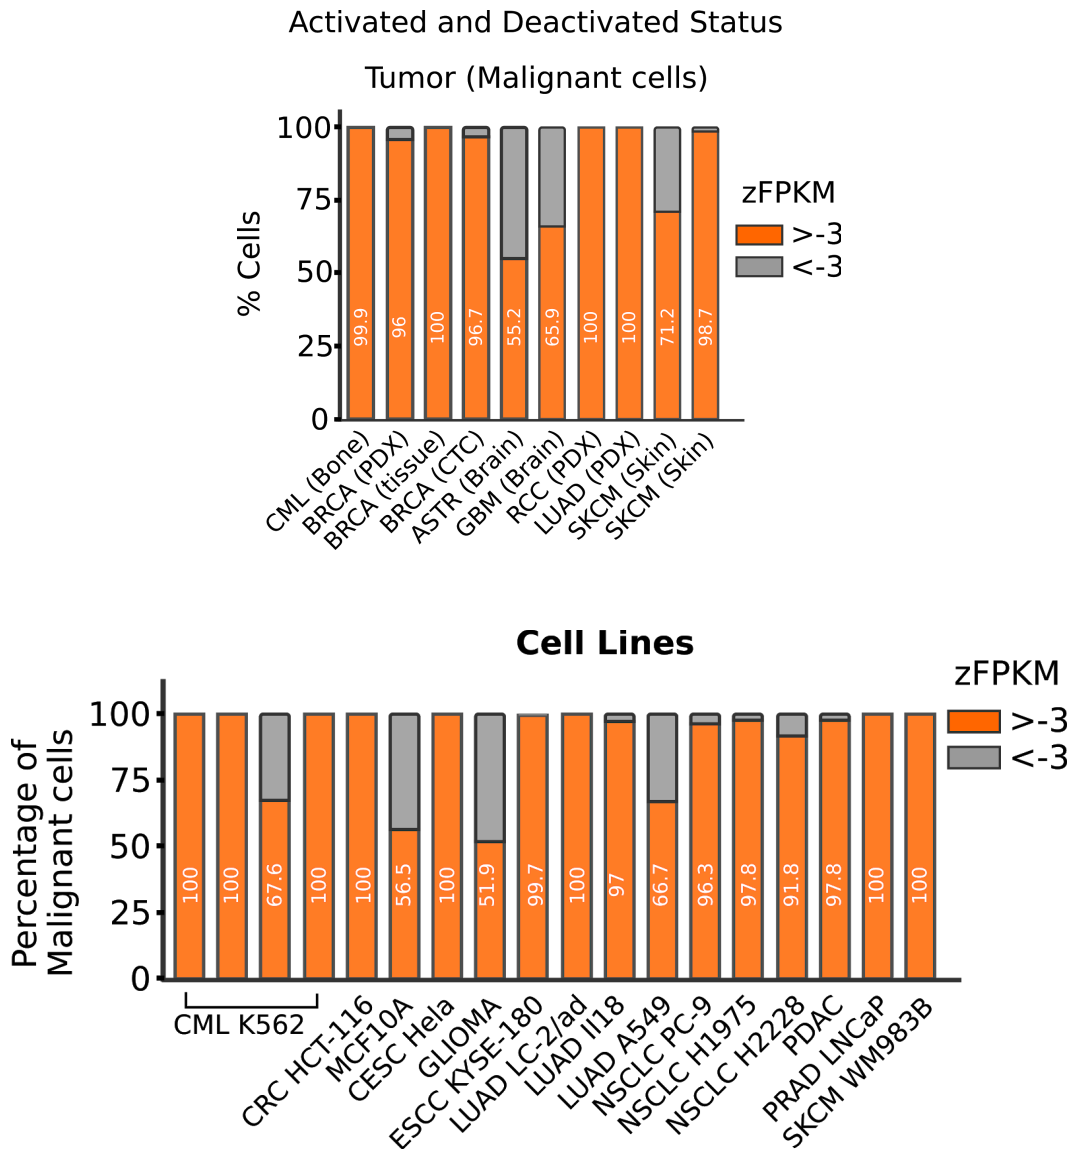 Activated and Deactivated Status
Tumor (Malignant cells)
% Cells
100
75
50
25
0
99.9
96
100
96.7
55.2
65.9
100
100
71.2
98.7
CML (Bone)
BRCA (PDX)
BRCA (tissue)
BRCA (CTC)
ASTR (Brain)
GBM (Brain)
RCC (PDX)
LUAD (PDX)
SKCM (Skin)
SKCM (Skin)
zFPKM
>-3
<-3
Cell Lines
Percentage of
Malignant cells
100
75
50
25
0
100
100
67.6
100
100
56.5
100
51.9
99.7
100
97
66.7
96.3
97.8
91.8
97.8
100
100
CML K562
CRC HCT-116
MCF10A
CESC Hela
GLIOMA
ESCC KYSE-180
LUAD LC-2/ad
LUAD II18
LUAD A549
NSCLC PC-9
NSCLC H1975
NSCLC H2228
PDAC
PRAD LNCaP
SKCM WM983B
zFPKM
>-3
<-3